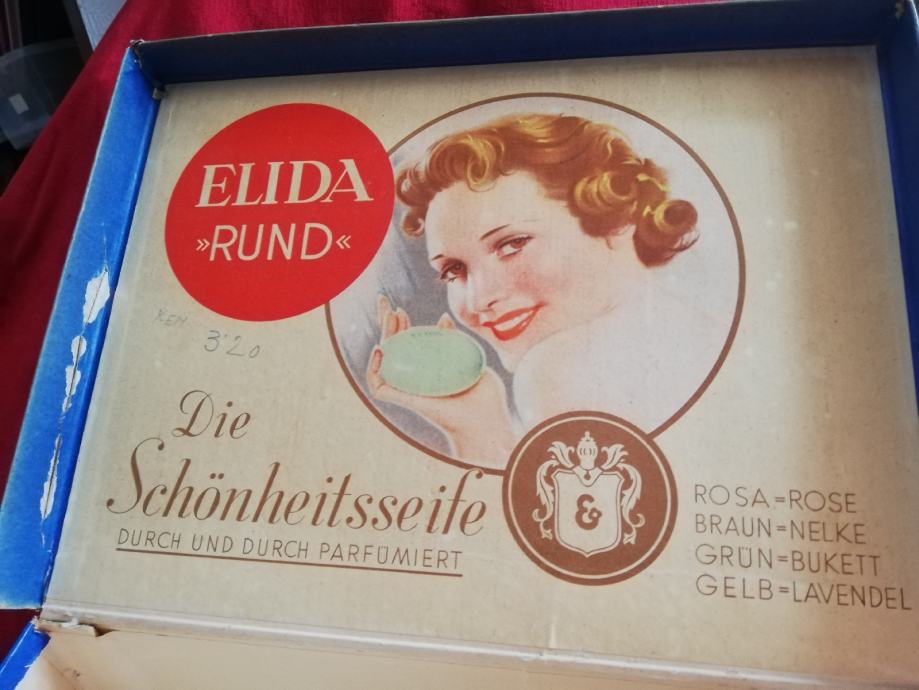 ELIDA
»RUND«
3'20
Die
Schönheitsseife
DURCH UND DURCH PARFÜMIERT
&
ROSA=ROSE
BRAUN=NELKE
GRÜN=BUKETT
GELB=LAVENDEL